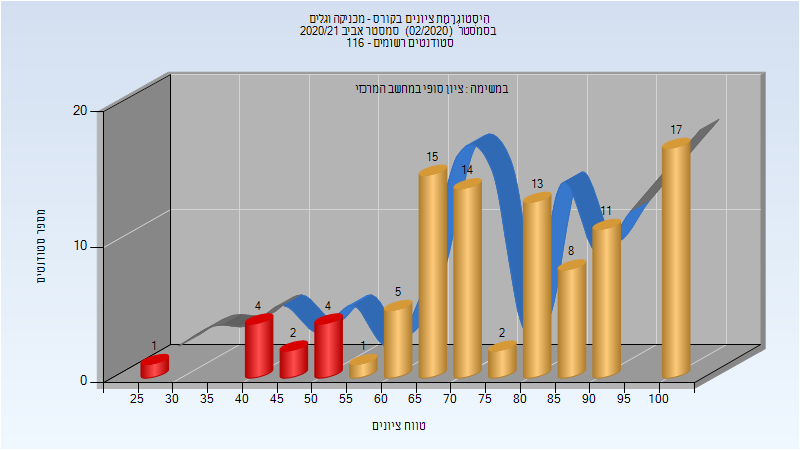 היסטוגרמת ציונים בקורס - מכניקה וגלים
בסמסטר (02/2020) סמסטר אביב 2020/21
סטודנטים רשומים - 116
במשימה : ציון סופי במחשב המרכזי
מספר סטודנטים
20
10
0
1
4
2
4
1
5
15
14
2
13
8
11
17
25 30 35 40 45 50 55 60 65 70 75 80 85 90 95 100
טווח ציונים